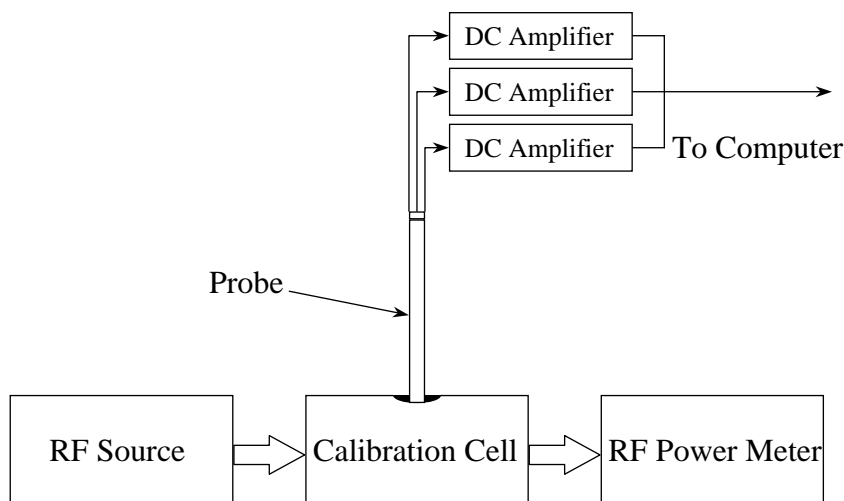 DC Amplifier
DC Amplifier
DC Amplifier
To Computer
Probe
RF Source
Calibration Cell
RF Power Meter